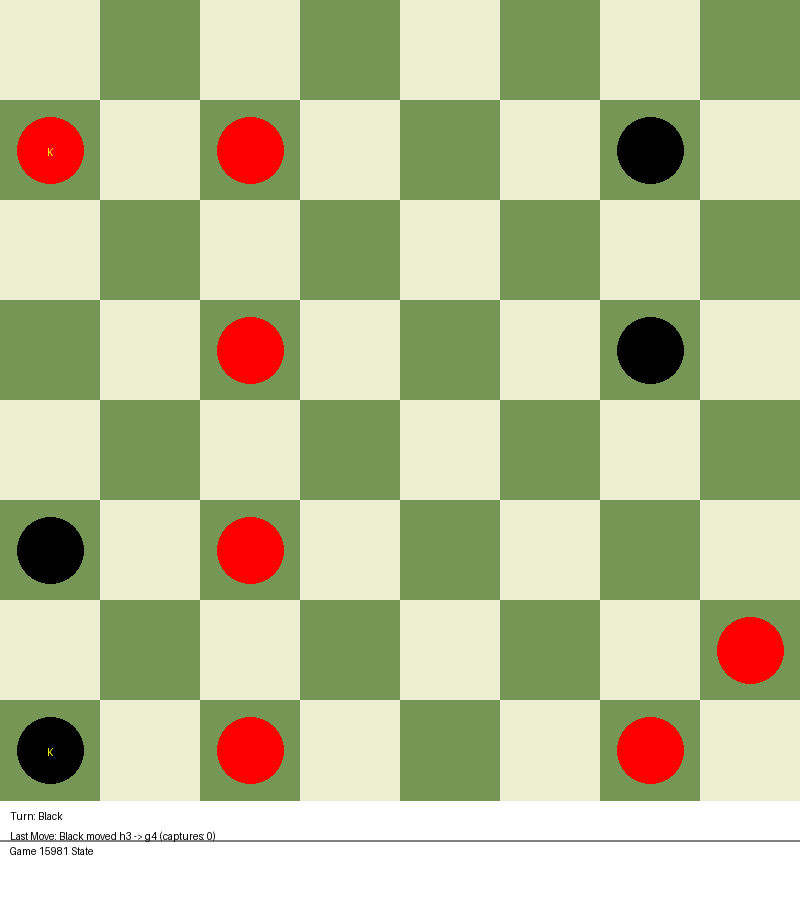 K
K
Turn: Black
Last Move: Black moved h3 -> g4 (captures: 0)
Game 15981 State